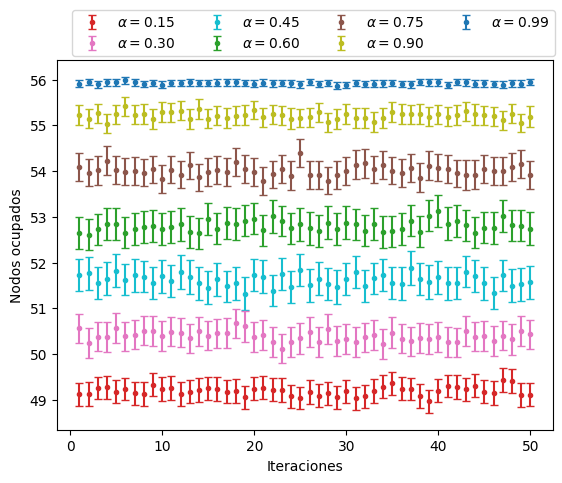 α = 0.15 α = 0.45 α = 0.75 α = 0.99
α = 0.30 α = 0.60 α = 0.90
56
55
54
53
52
51
50
49
Nodos ocupados
0 10 20 30 40 50
Iteraciones